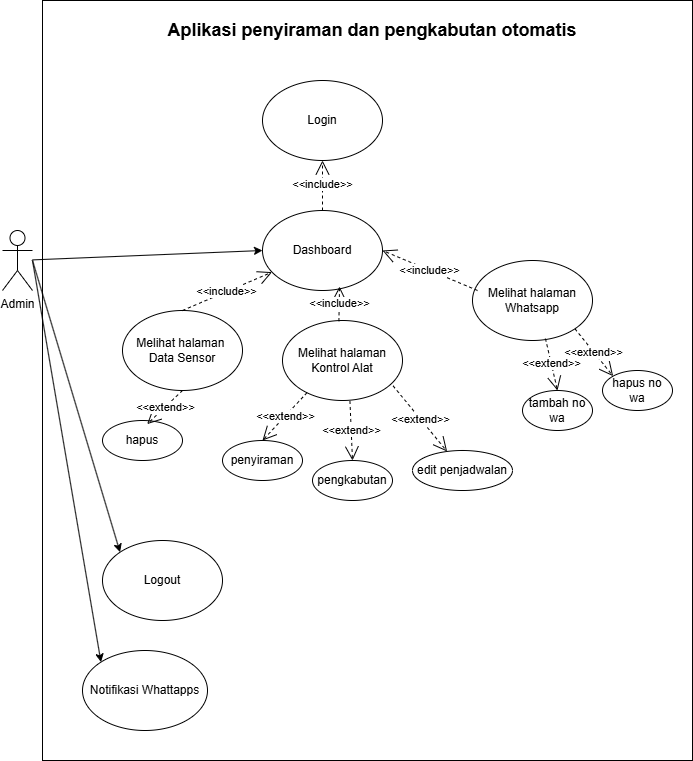 Aplikasi penyiraman dan pengkabutan otomatis
Login
<<include>>
Dashboard
Admin
<<include>>
<<include>>
<<include>>
Melihat halaman
Whatsapp
Melihat halaman
Data Sensor
Melihat halaman
Kontrol Alat
<<extend>>
<<extend>>
tambah no
wa
hapus no
wa
<<extend>>
hapus
<<extend>>
<<extend>>
<<extend>>
penyiraman
pengkabutan
edit penjadwalan
Logout
Notifikasi Whattapps